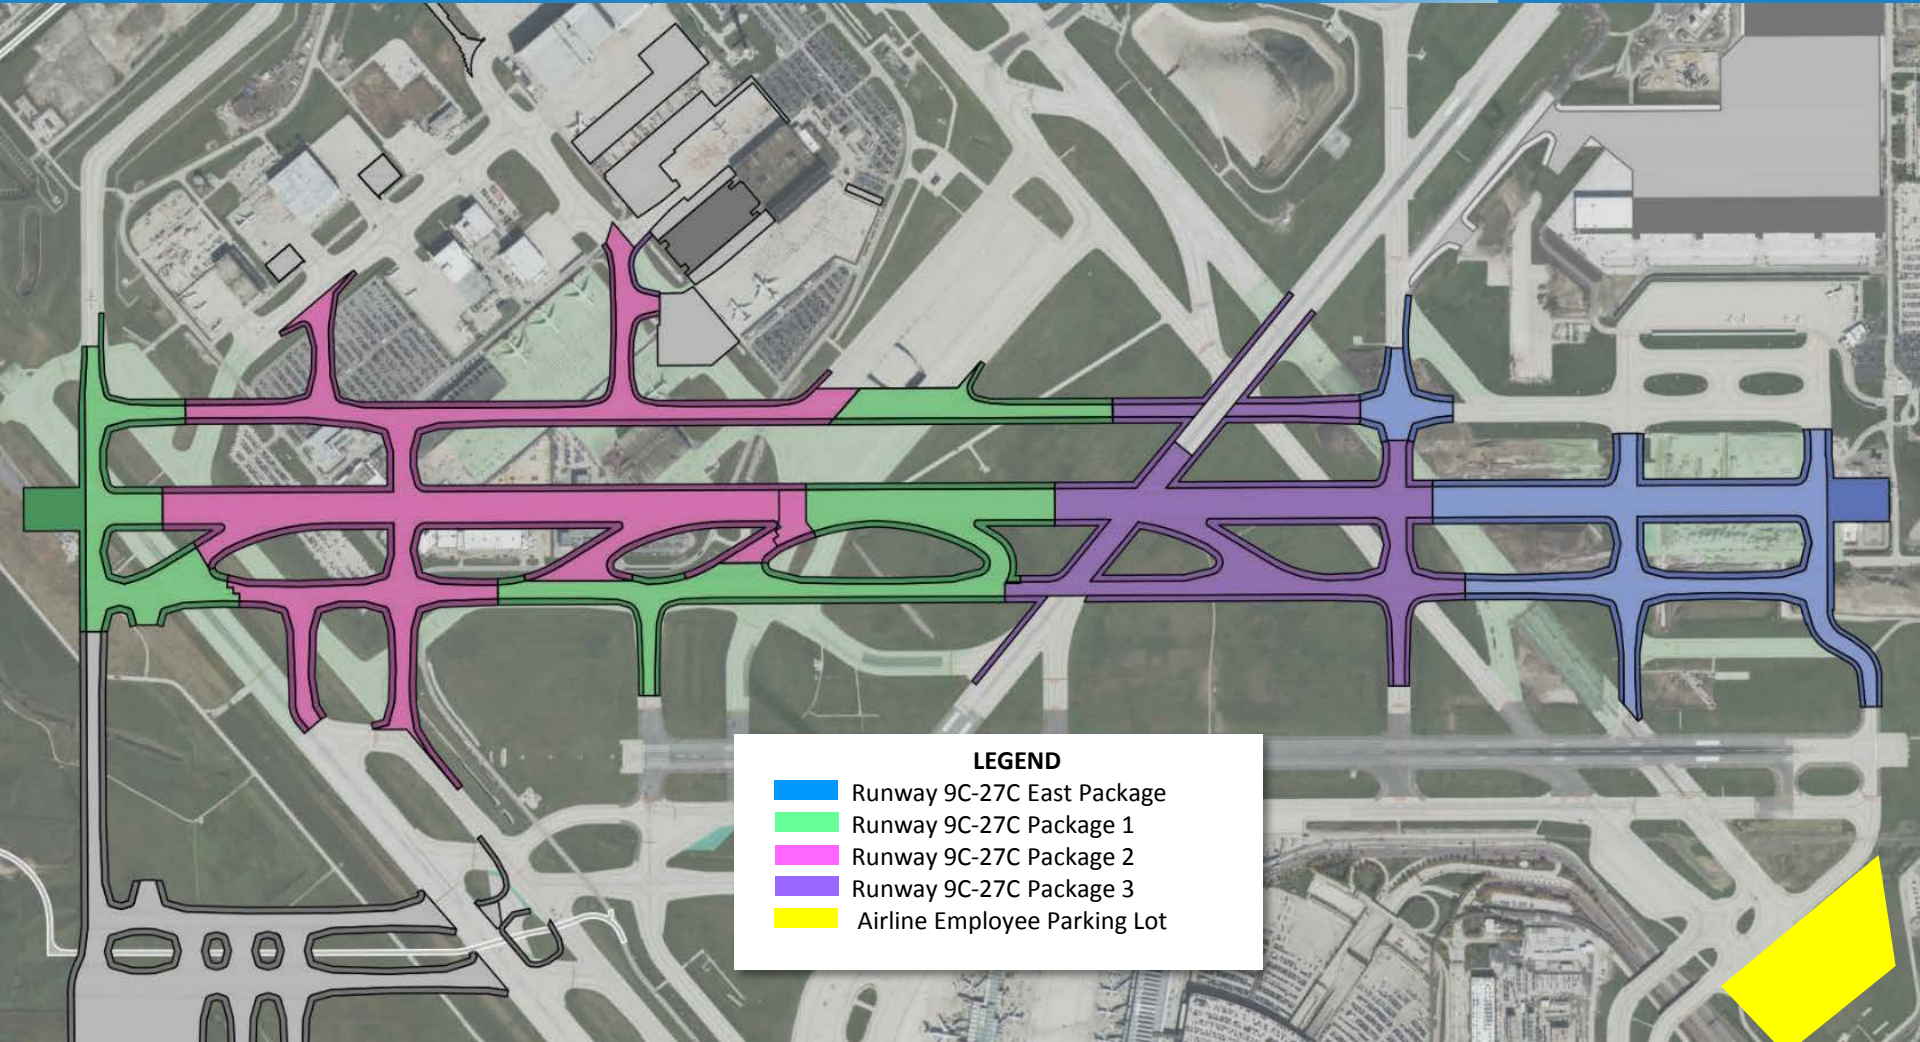 LEGEND
Runway 9C-27C East Package
Runway 9C-27C Package 1
Runway 9C-27C Package 2
Runway 9C-27C Package 3
Airline Employee Parking Lot